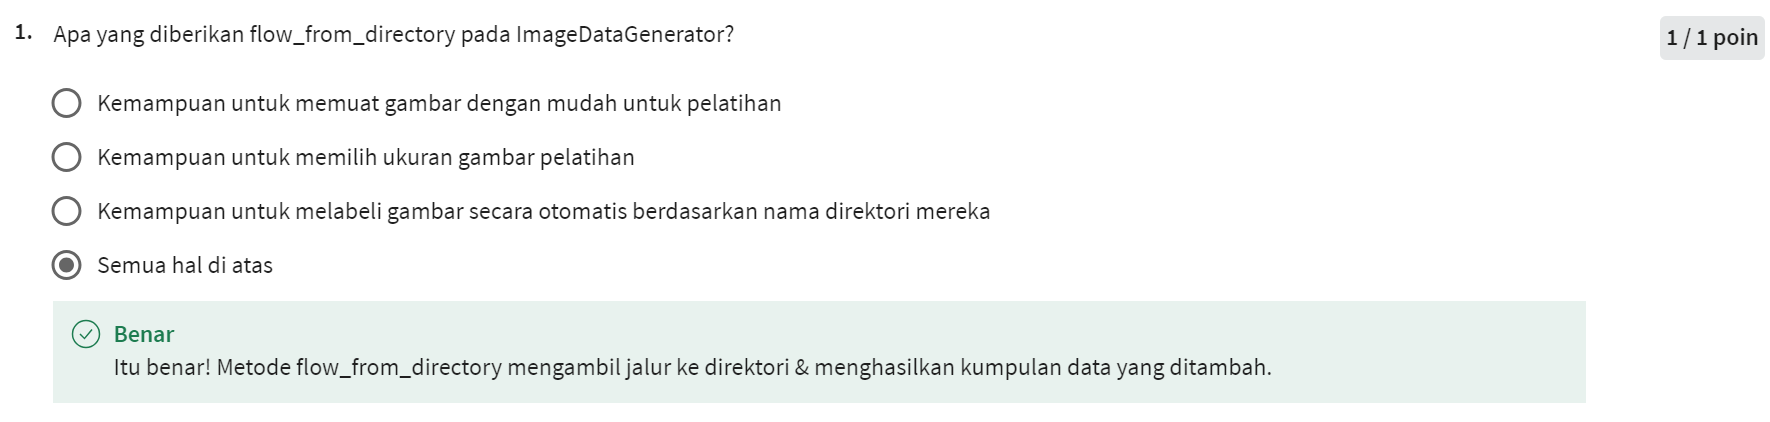 1. Apa yang diberikan flow_from_directory pada ImageDataGenerator?
1 / 1 poin
Kemampuan untuk memuat gambar dengan mudah untuk pelatihan
Kemampuan untuk memilih ukuran gambar pelatihan
Kemampuan untuk melabeli gambar secara otomatis berdasarkan nama direktori mereka
Semua hal di atas
Benar
Itu benar! Metode flow_from_directory mengambil jalur ke direktori & menghasilkan kumpulan data yang ditambah.